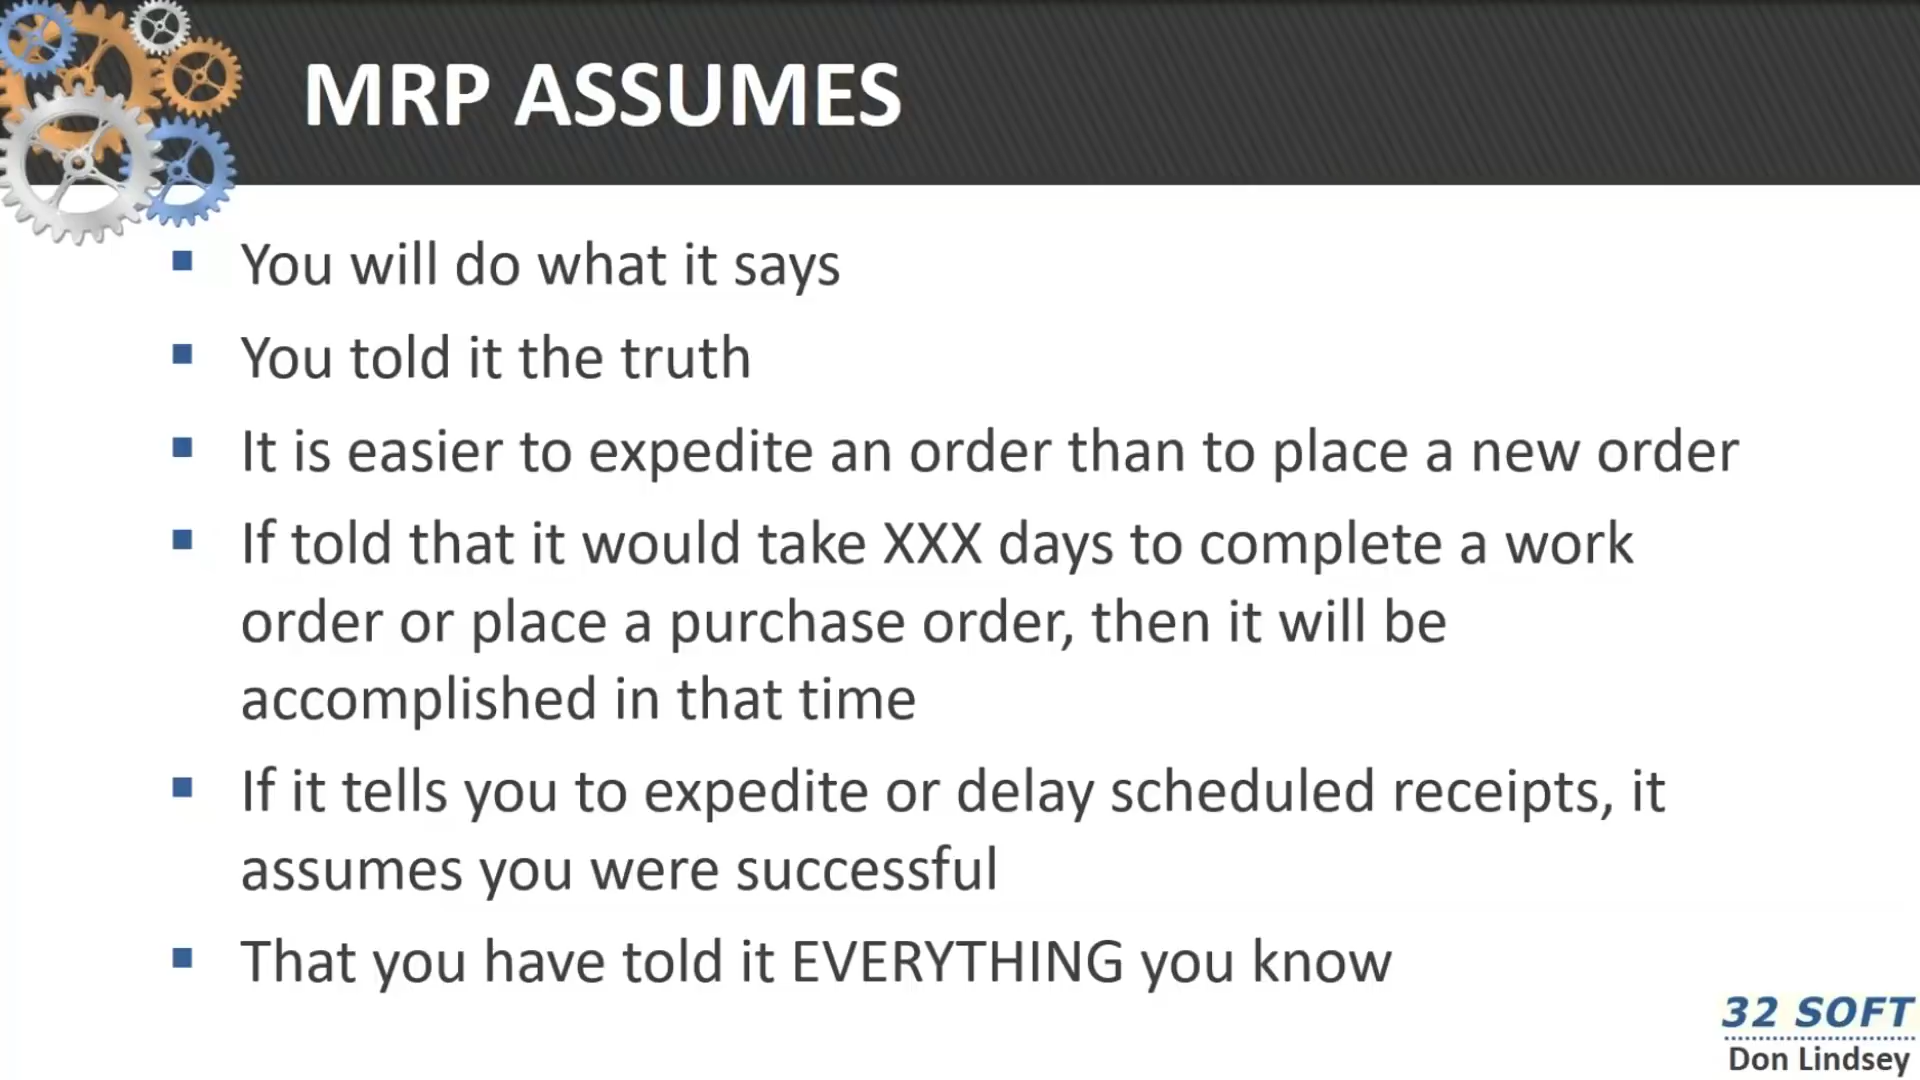 MRP ASSUMES
You will do what it says
You told it the truth
It is easier to expedite an order than to place a new order
If told that it would take XXX days to complete a work
order or place a purchase order, then it will be
accomplished in that time
If it tells you to expedite or delay scheduled receipts, it
assumes you were successful
That you have told it EVERYTHING you know
32 SOFT
Don Lindsey